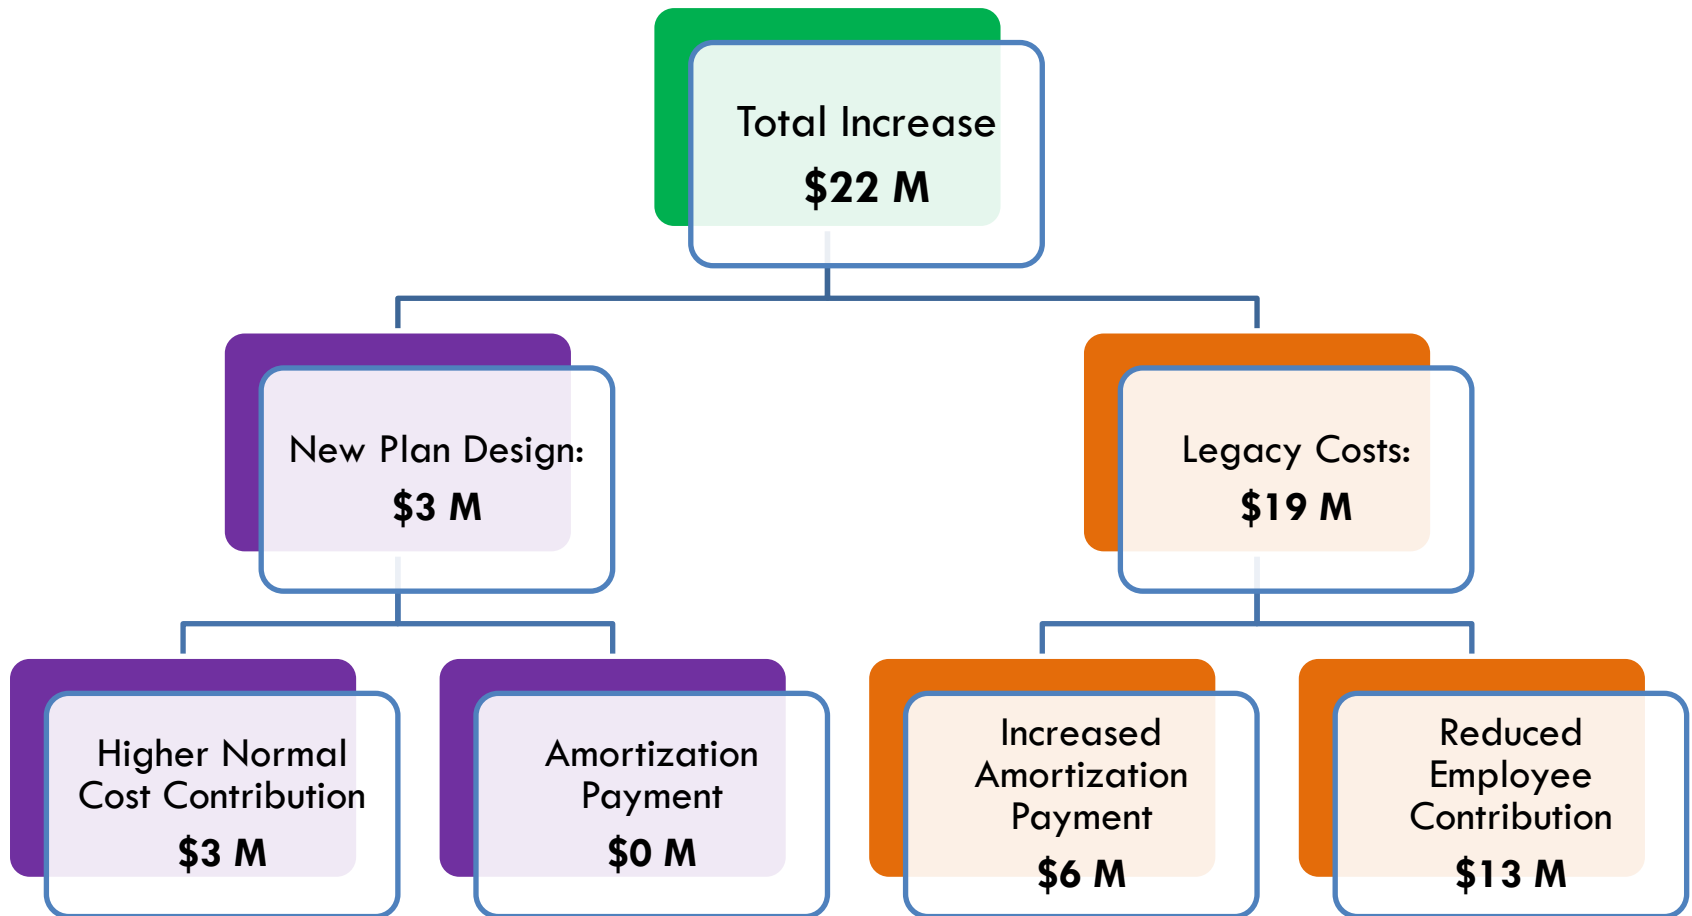 Total Increase
$22 M
New Plan Design:
$3 M
Legacy Costs:
$19 M
Higher Normal
Cost Contribution
$3 M
Amortization
Payment
$0 M
Increased
Amortization
Payment
$6 M
Reduced
Employee
Contribution
$13 M